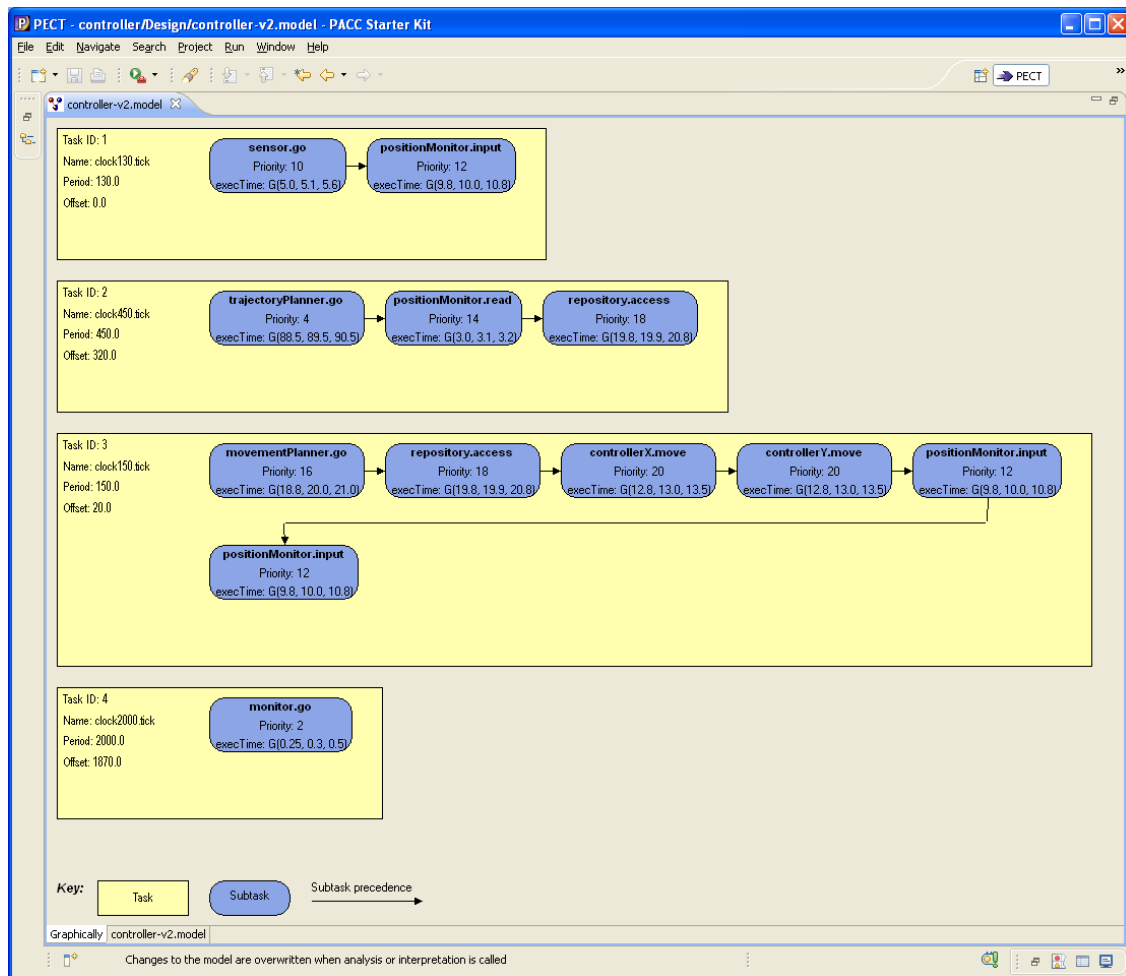 PECT - controller/Design/controller-v2.model - PACC Starter Kit
File Edit Navigate Search Project Run Window Help
PECT
controller-v2.model
Task ID: 1
Name: clock130.tick
Period: 130.0
Offset: 0.0
sensor.go
Priority: 10
execTime: G(5.0, 5.1, 5.6)
positionMonitor.input
Priority: 12
execTime: G(9.8, 10.0, 10.8)
Task ID: 2
Name: clock450.tick
Period: 450.0
Offset: 320.0
trajectoryPlanner.go
Priority: 4
execTime: G(88.5, 89.5, 90.5)
positionMonitor.read
Priority: 14
execTime: G(3.0, 3.1, 3.2)
repository.access
Priority: 18
execTime: G(19.8, 19.9, 20.8)
Task ID: 3
Name: clock150.tick
Period: 150.0
Offset: 20.0
movementPlanner.go
Priority: 16
execTime: G(18.8, 20.0, 21.0)
repository.access
Priority: 18
execTime: G(19.8, 19.9, 20.8)
controllerX.move
Priority: 20
execTime: G(12.8, 13.0, 13.5)
controllerY.move
Priority: 20
execTime: G(12.8, 13.0, 13.5)
positionMonitor.input
Priority: 12
execTime: G(9.8, 10.0, 10.8)
positionMonitor.input
Priority: 12
execTime: G(9.8, 10.0, 10.8)
Task ID: 4
Name: clock2000.tick
Period: 2000.0
Offset: 1870.0
monitor.go
Priority: 2
execTime: G(0.25, 0.3, 0.5)
Key:
Task
Subtask
Subtask precedence
Graphically controller-v2.model
Changes to the model are overwritten when analysis or interpretation is called